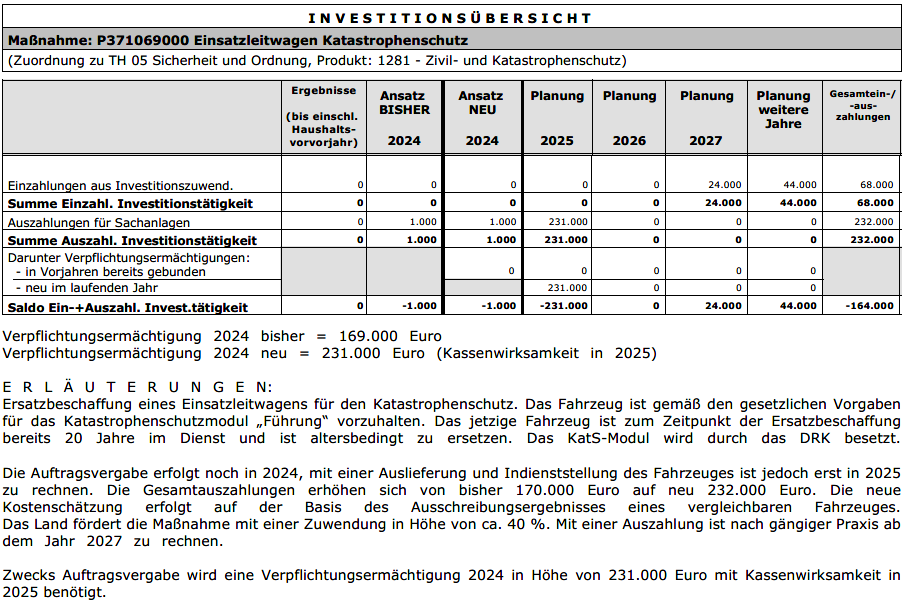 INVESTITIONSÜBERSICHT
Maßnahme: P371069000 Einsatzleitwagen Katastrophenschutz
(Zuordnung zu TH 05 Sicherheit und Ordnung, Produkt: 1281 - Zivil- und Katastrophenschutz)
Ergebnisse (bis einschl. Haushalts-vorvorjahr) Ansatz BISHER 2024 Ansatz NEU 2024 Planung 2025 Planung 2026 Planung 2027 Planung weitere Jahre Gesamtein-/ -aus-zahlungen
Einzahlungen aus Investitionszuwend. 0 0 0 0 0 24.000 44.000 68.000
Summe Einzahl. Investitionstätigkeit 0 0 0 0 0 24.000 44.000 68.000
Auszahlungen für Sachanlagen 0 1.000 1.000 231.000 0 0 0 232.000
Summe Auszahl. Investitionstätigkeit 0 1.000 1.000 231.000 0 0 0 232.000
Darunter Verpflichtungsermächtigungen:
- in Vorjahren bereits gebunden 0 0 0 0 0
- neu im laufenden Jahr 231.000 0 0 0
Saldo Ein-+Auszahl. Invest.tätigkeit 0 -1.000 -1.000 -231.000 0 24.000 44.000 -164.000
Verpflichtungsermächtigung 2024 bisher = 169.000 Euro
Verpflichtungsermächtigung 2024 neu = 231.000 Euro (Kassenwirksamkeit in 2025)
E R L Ä U T E R U N G E N:
Ersatzbeschaffung eines Einsatzleitwagens für den Katastrophenschutz. Das Fahrzeug ist gemäß den gesetzlichen Vorgaben
für das Katastrophenschutzmodul „Führung“ vorzuhalten. Das jetzige Fahrzeug ist zum Zeitpunkt der Ersatzbeschaffung
bereits 20 Jahre im Dienst und ist altersbedingt zu ersetzen. Das KatS-Modul wird durch das DRK besetzt.
Die Auftragsvergabe erfolgt noch in 2024, mit einer Auslieferung und Indienststellung des Fahrzeuges ist jedoch erst in 2025
zu rechnen. Die Gesamtauszahlungen erhöhen sich von bisher 170.000 Euro auf neu 232.000 Euro. Die neue
Kostenschätzung erfolgt auf der Basis des Ausschreibungsergebnisses eines vergleichbaren Fahrzeuges.
Das Land fördert die Maßnahme mit einer Zuwendung in Höhe von ca. 40 %. Mit einer Auszahlung ist nach gängiger Praxis ab
dem Jahr 2027 zu rechnen.
Zwecks Auftragsvergabe wird eine Verpflichtungsermächtigung 2024 in Höhe von 231.000 Euro mit Kassenwirksamkeit in
2025 benötigt.